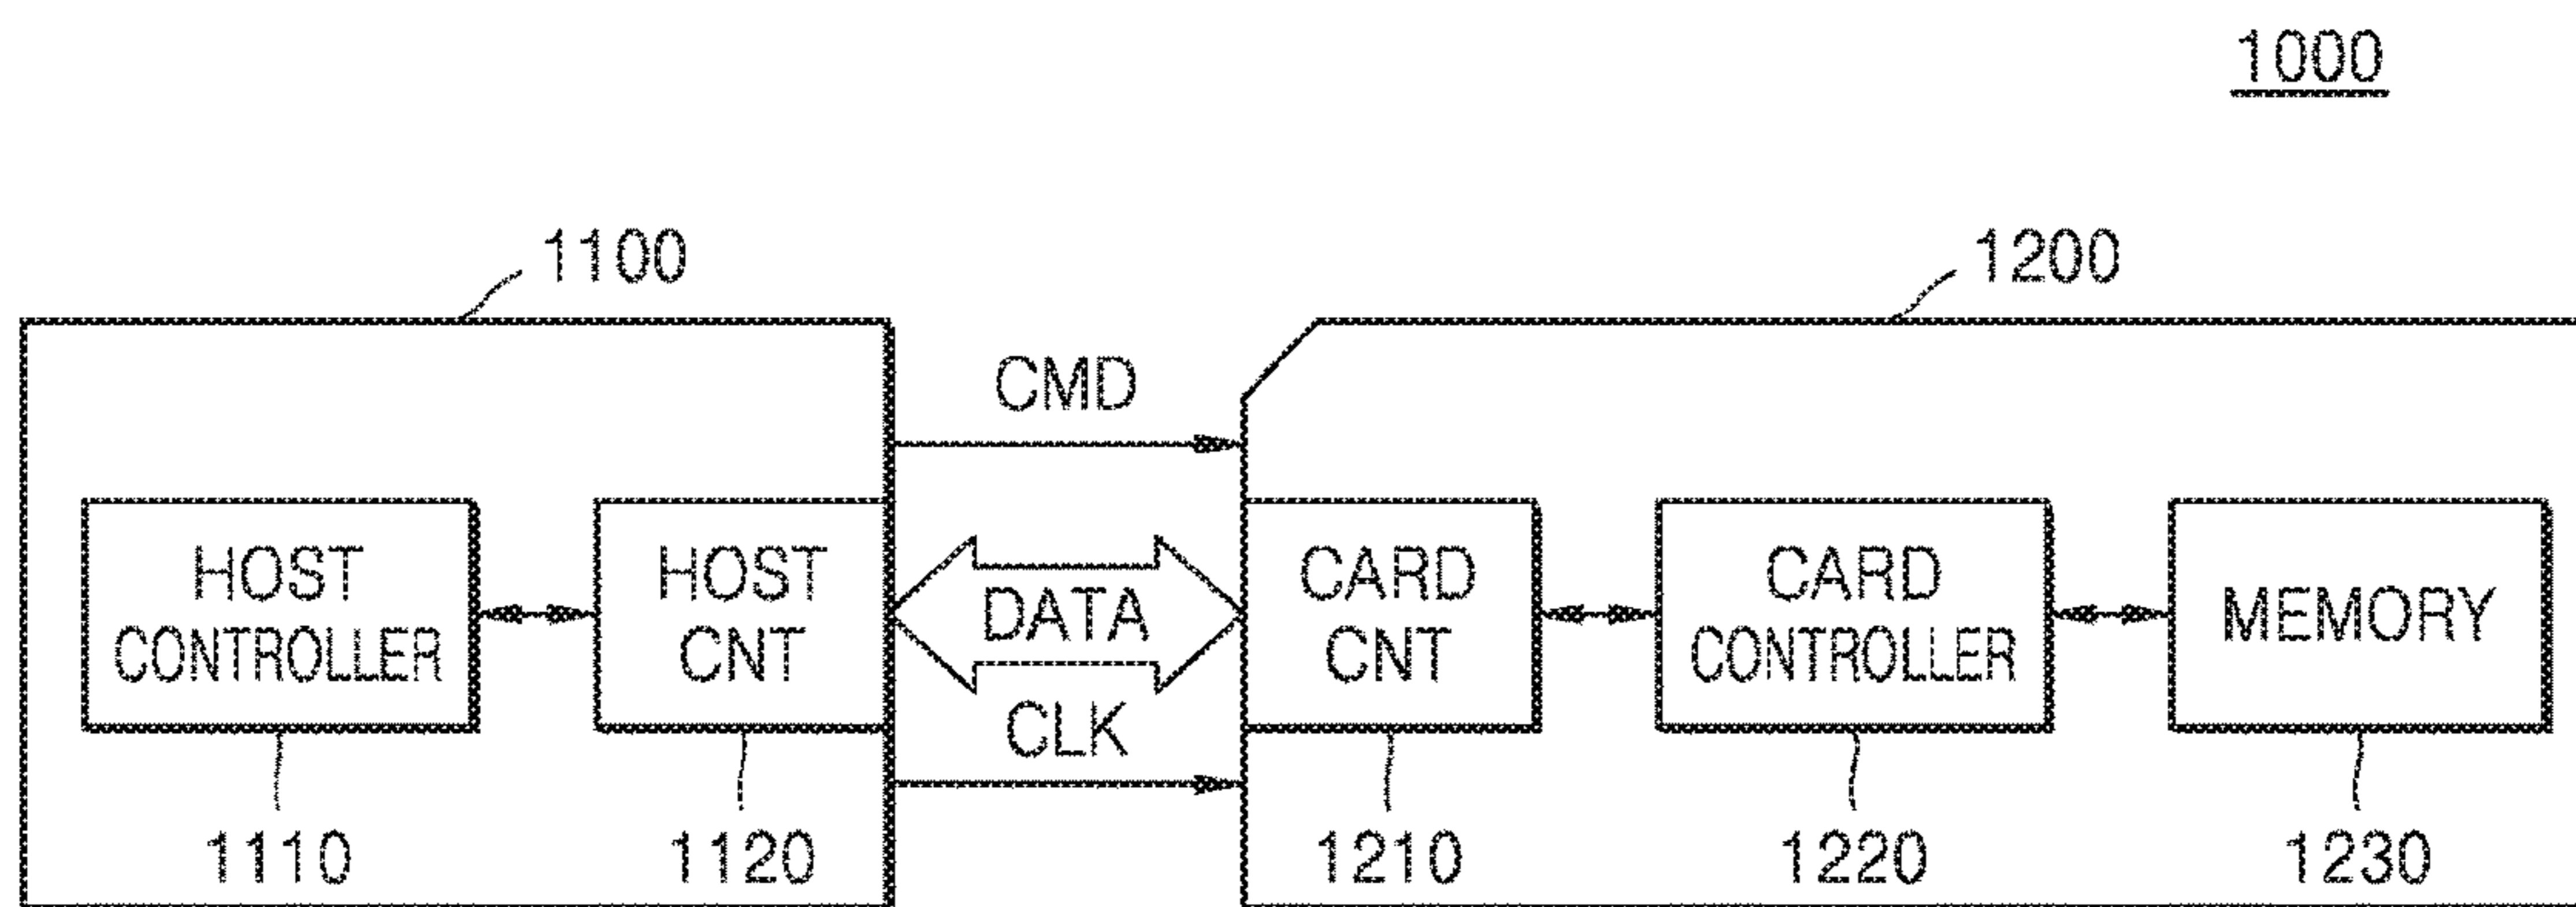 1000
1100
1200
CMD
HOST
CONTROLLER
HOST
CNT
DATA
CARD
CNT
CARD
CONTROLLER
MEMORY
CLK
1110
1120
1210
1220
1230